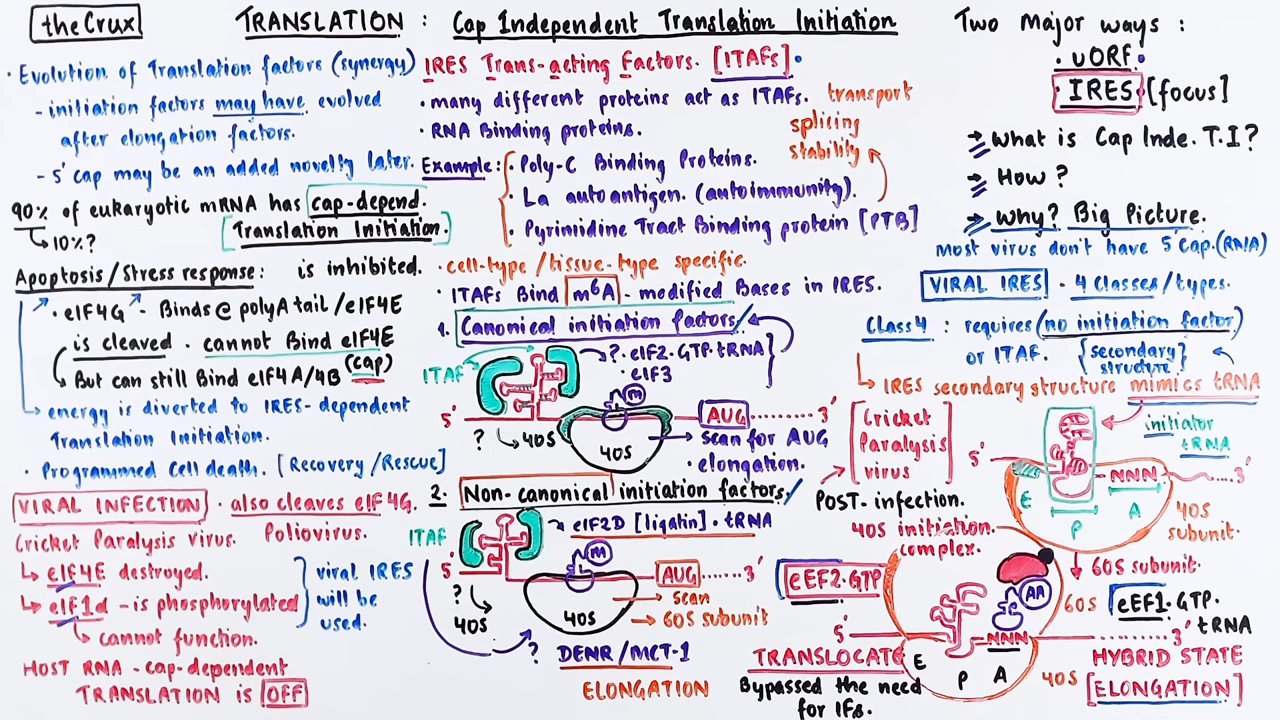 theCrux
TRANSLATION : Cap Independent Translation Initiation
· Evolution of Translation factors (synergy)
- initiation factors may have evolved
after elongation factors.
- 5' cap may be an added novelty later.
90% of eukaryotic mRNA has cap-depend.
10%?
[Translation Initiation.]
Apoptosis/Stress response: is inhibited.
· eIF4G - Binds @ polyA tail/eIF4E
is cleaved. cannot Bind eIF4E
(cap)
But can still Bind eIF4A/4B
energy is diverted to IRES-dependent
Translation Initiation.
· Programmed Cell death. [Recovery/Rescue]
VIRAL INFECTION · also cleaves eIF4G.
Cricket Paralysis virus. Poliovirus.
eIF4E destroyed.
eIF1α - is phosphorylated
cannot function.
viral IRES
will be
used.
HOST RNA - cap-dependent
TRANSLATION is OFF
IRES Trans-acting Factors. [ITAFs].
· many different proteins act as ITAFs.
· RNA Binding proteins.
transport
splicing
stability
Example:
· Poly-C Binding Proteins.
· La autoantigen. (autoimmunity).
· Pyrimidine Tract Binding protein [PTB]
· cell-type/tissue-type specific.
· ITAFs Bind m6A - modified Bases in IRES.
1. Canonical initiation factors/
ITAF
? · eIF2·GTP·tRNA
· eIF3
m
5'
AUG ........ 3'
? 40S
40S
scan for AUG
· elongation.
2. Non-canonical initiation factors/
ITAF
eIF2D [ligatin]. tRNA
m
5'
AUG ...... 3'
?
40S
40S
scan
60S subunit
? DENR/MCT-1
ELONGATION
Two major ways :
· uORF.
· IRES [focus]
What is Cap Inde. T.I?
How?
Why? Big Picture.
most virus don't have 5'Cap.(RNA)
VIRAL IRES - 4 Classes/types.
Class4 : requires (no initiation factor)
or ITAF. {secondary
structure}
IRES secondary structure mimics tRNA
[Cricket
Paralysis
virus]
initiator
tRNA
5'
NNN
3'
E
P
A
40S
subunit.
POST-infection.
40S initiation.
complex.
60S subunit.
eEF2·GTP
AA
60S
eEF1·GTP.
tRNA
5'
NNN
3'
TRANSLOCATE
E
P
A
40S
HYBRID STATE
[ELONGATION]
Bypassed the need
for IFs.